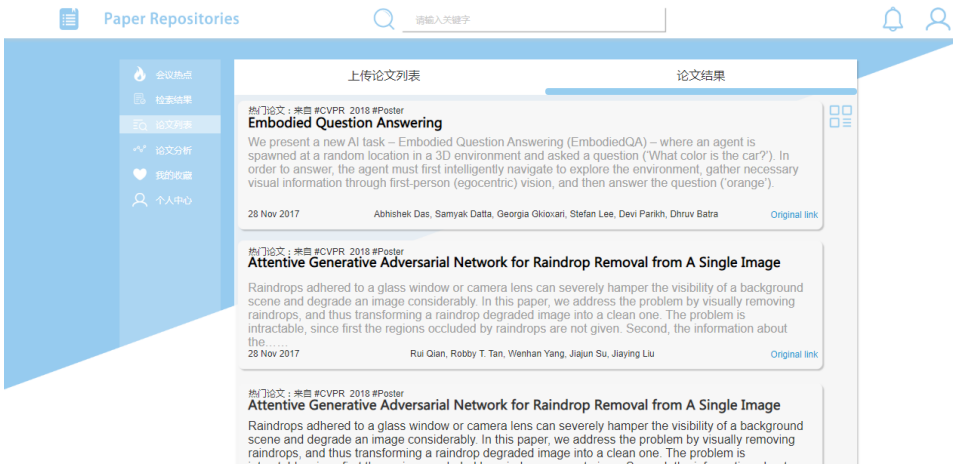 Paper Repositories
请输入关键字
会议热点
检索结果
论文列表
论文分析
我的收藏
个人中心
上传论文列表
论文结果
热门论文：来自 #CVPR 2018 #Poster
Embodied Question Answering
We present a new AI task – Embodied Question Answering (EmbodiedQA) – where an agent is
spawned at a random location in a 3D environment and asked a question ('What color is the car?'). In
order to answer, the agent must first intelligently navigate to explore the environment, gather necessary
visual information through first-person (egocentric) vision, and then answer the question ('orange').
28 Nov 2017
Abhishek Das, Samyak Datta, Georgia Gkioxari, Stefan Lee, Devi Parikh, Dhruv Batra
Original link
热门论文：来自 #CVPR 2018 #Poster
Attentive Generative Adversarial Network for Raindrop Removal from A Single Image
Raindrops adhered to a glass window or camera lens can severely hamper the visibility of a background
scene and degrade an image considerably. In this paper, we address the problem by visually removing
raindrops, and thus transforming a raindrop degraded image into a clean one. The problem is
intractable, since first the regions occluded by raindrops are not given. Second, the information about
the……
28 Nov 2017
Rui Qian, Robby T. Tan, Wenhan Yang, Jiajun Su, Jiaying Liu
Original link
热门论文：来自 #CVPR 2018 #Poster
Attentive Generative Adversarial Network for Raindrop Removal from A Single Image
Raindrops adhered to a glass window or camera lens can severely hamper the visibility of a background
scene and degrade an image considerably. In this paper, we address the problem by visually removing
raindrops, and thus transforming a raindrop degraded image into a clean one. The problem is